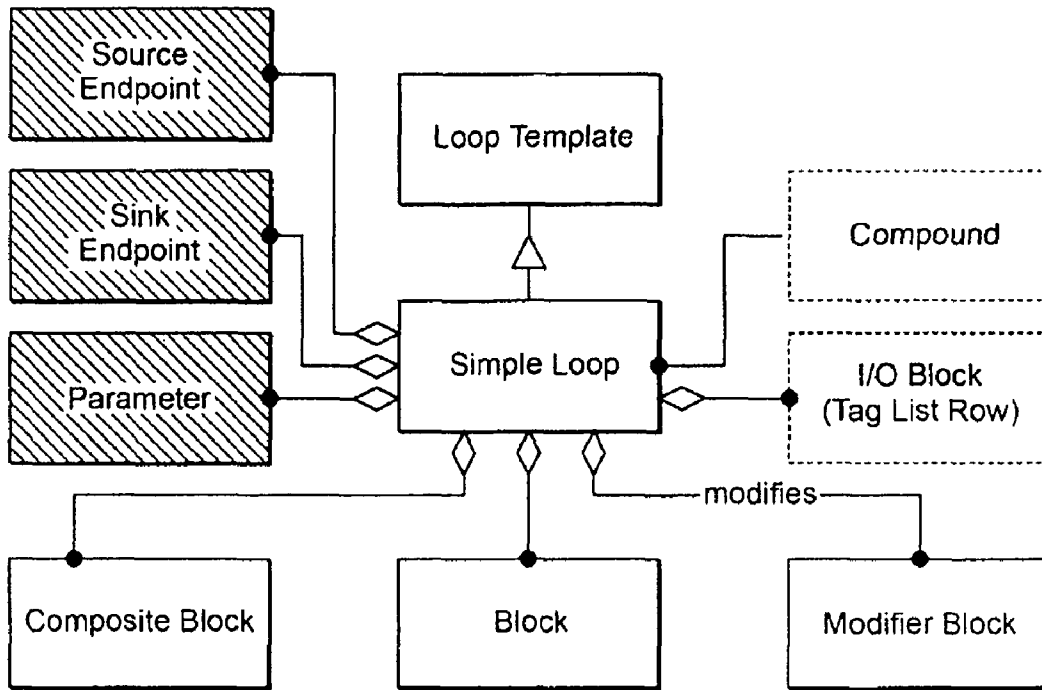 Source
Endpoint
Loop Template
Sink
Endpoint
Compound
Simple Loop
Parameter
I/O Block
(Tag List Row)
modifies
Composite Block
Block
Modifier Block